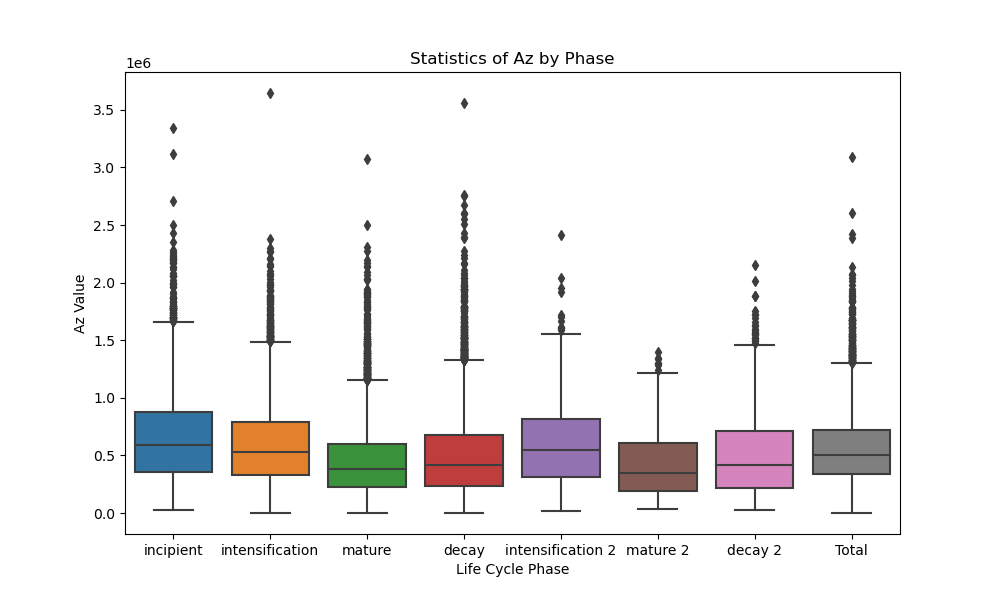 Statistics of Az by Phase
1e6
3.5
3.0
2.5
2.0
1.5
1.0
0.5
0.0
Az Value
incipient
intensification
mature
decay
intensification 2
mature 2
decay 2
Total
Life Cycle Phase